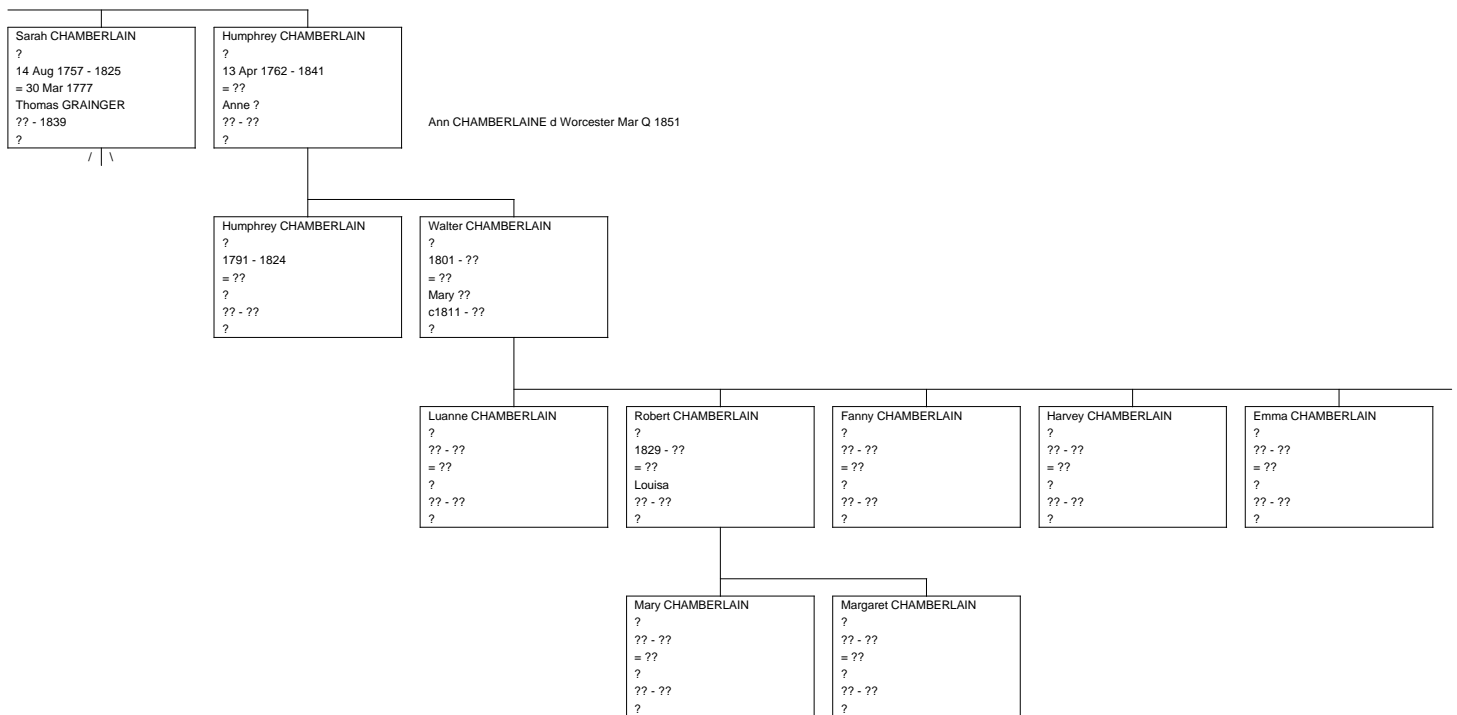 Sarah CHAMBERLAIN
?
14 Aug 1757 - 1825
= 30 Mar 1777
Thomas GRAINGER
?? - 1839
?
/ \
Humphrey CHAMBERLAIN
?
13 Apr 1762 - 1841
= ??
Anne ?
?? - ??
?
Ann CHAMBERLAINE d Worcester Mar Q 1851
Humphrey CHAMBERLAIN
?
1791 - 1824
= ??
?
?? - ??
?
Walter CHAMBERLAIN
?
1801 - ??
= ??
Mary ??
c1811 - ??
?
Luanne CHAMBERLAIN
?
?? - ??
= ??
?
?? - ??
?
Robert CHAMBERLAIN
?
1829 - ??
= ??
Louisa
?? - ??
?
Fanny CHAMBERLAIN
?
?? - ??
= ??
?
?? - ??
?
Harvey CHAMBERLAIN
?
?? - ??
= ??
?
?? - ??
?
Emma CHAMBERLAIN
?
?? - ??
= ??
?
?? - ??
?
Mary CHAMBERLAIN
?
?? - ??
= ??
?
?? - ??
?
Margaret CHAMBERLAIN
?
?? - ??
= ??
?
?? - ??
?